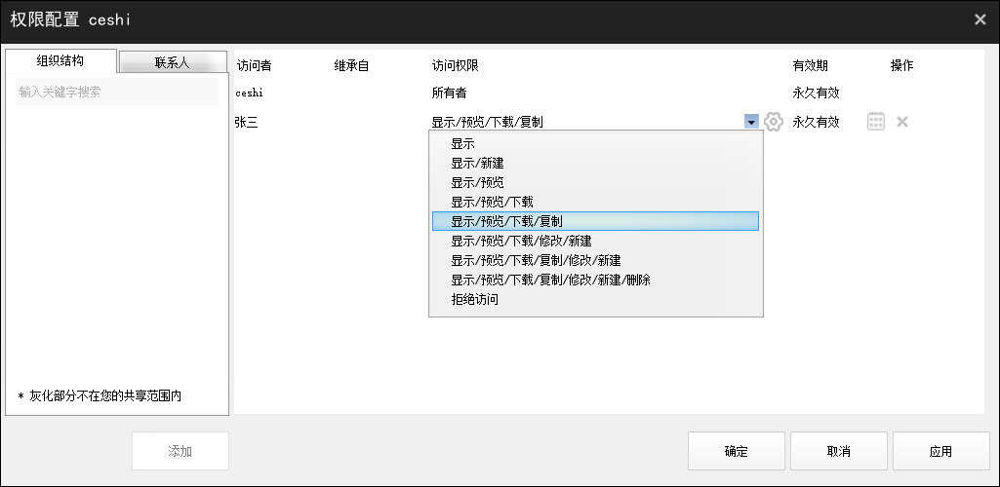 权限配置 ceshi
组织结构 联系人
输入关键字搜索
* 灰化部分不在您的共享范围内
添加
访问者 继承自 访问权限 有效期 操作
ceshi 所有者 永久有效
张三 显示/预览/下载/复制 永久有效
显示
显示/新建
显示/预览
显示/预览/下载
显示/预览/下载/复制
显示/预览/下载/修改/新建
显示/预览/下载/复制/修改/新建
显示/预览/下载/复制/修改/新建/删除
拒绝访问
确定 取消 应用